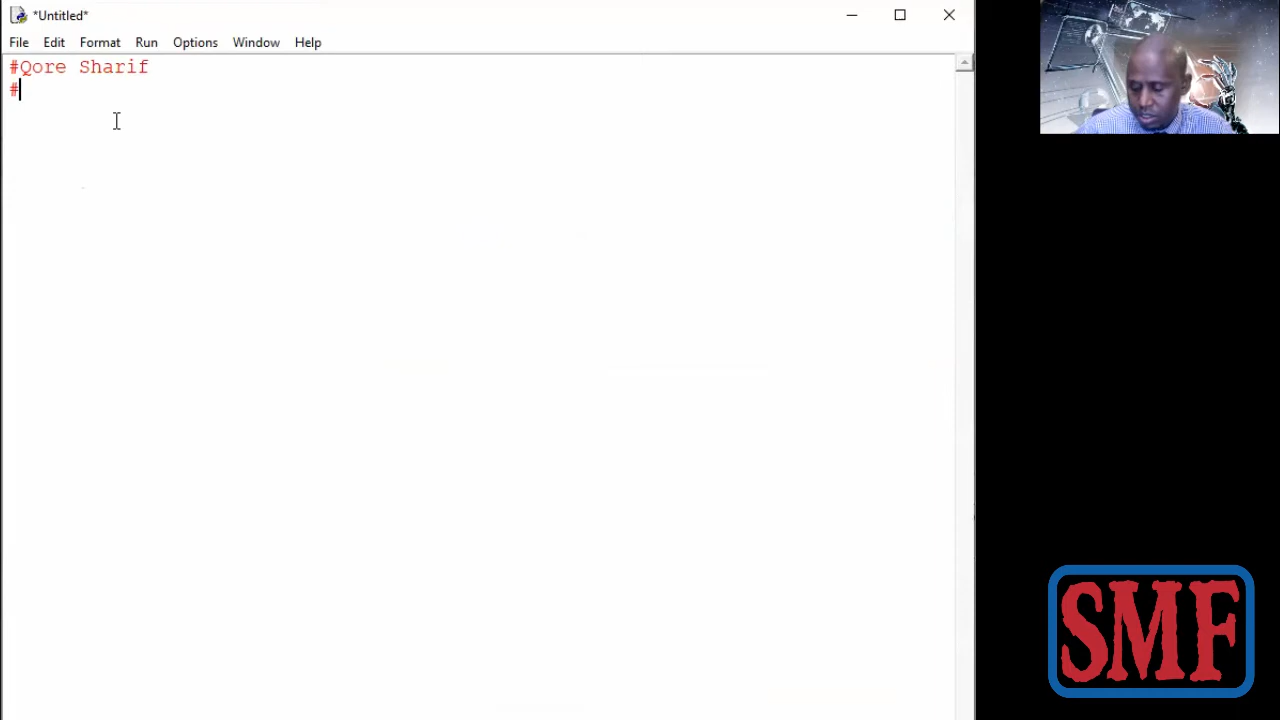 *Untitled*
File Edit Format Run Options Window Help
#Qore Sharif
#
SMF